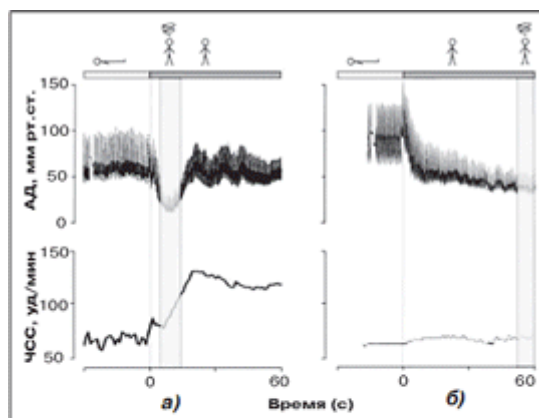 150
100
50
0
АД, мм рт.ст.
150
100
50
ЧСС, уд/мин
0
60
0
60
а)
Время (с)
б)